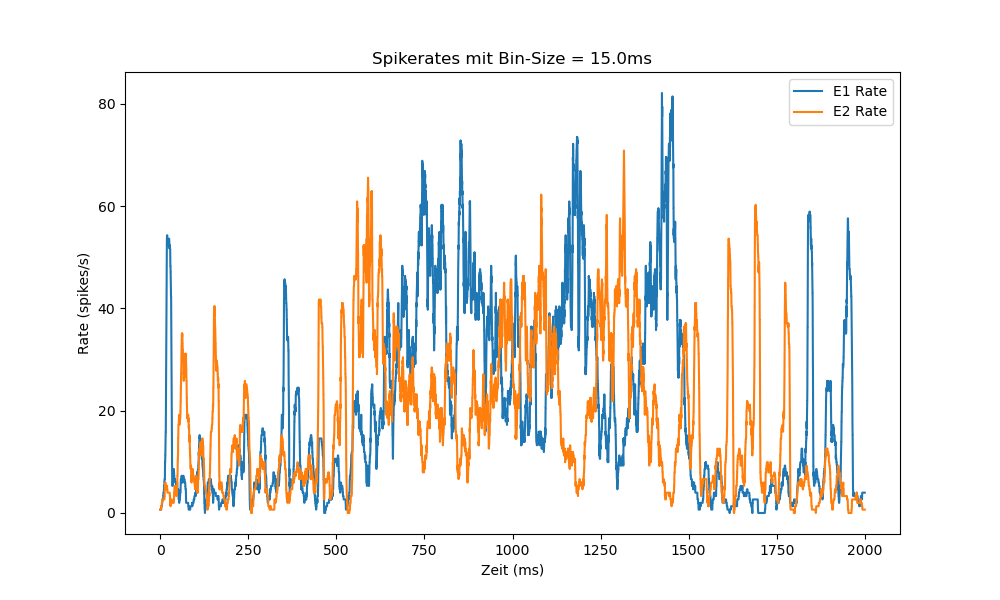 Spikerates mit Bin-Size = 15.0ms
E1 Rate
E2 Rate
Rate (spikes/s)
80
60
40
20
0
0 250 500 750 1000 1250 1500 1750 2000
Zeit (ms)